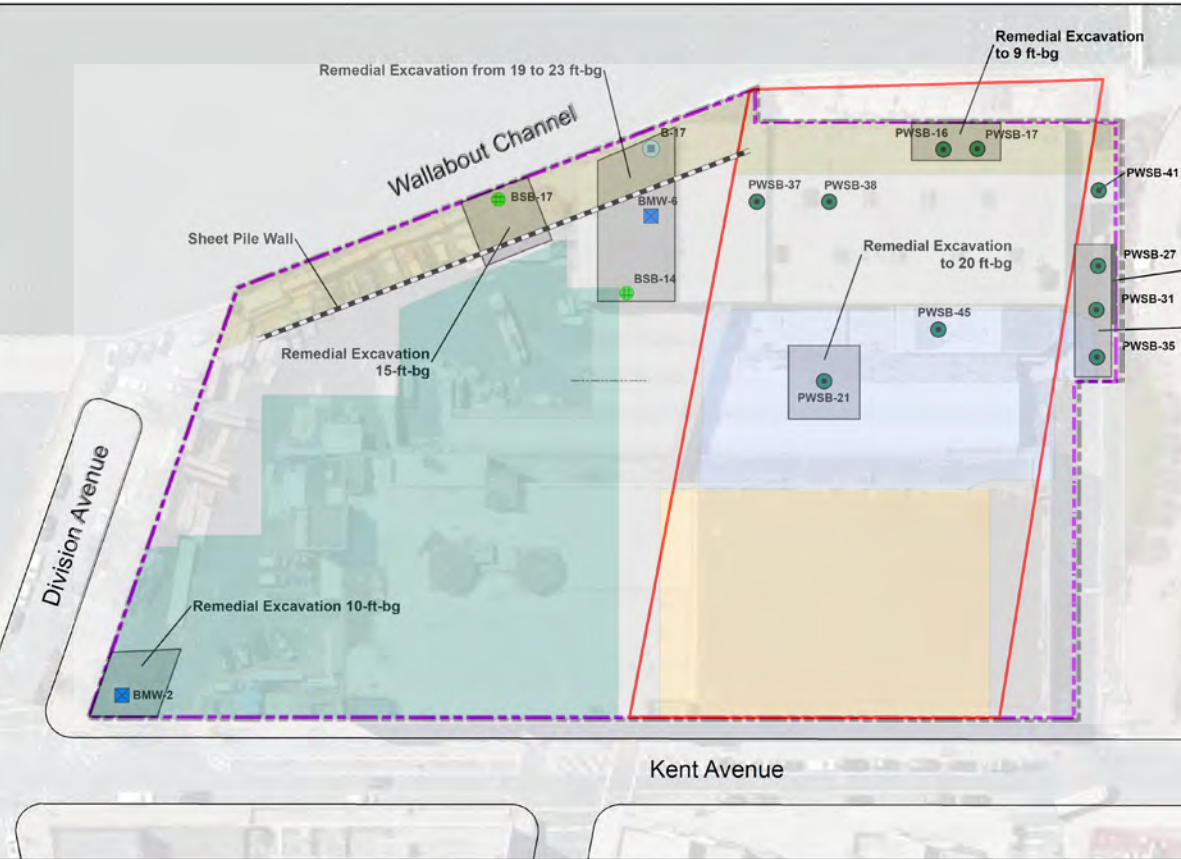 Remedial Excavation
to 9 ft-bg
Remedial Excavation from 19 to 23 ft-bg
Wallabout Channel
B-17
PWSB-16
PWSB-17
PWSB-41
BSB-17
BMW-6
PWSB-37
PWSB-38
Sheet Pile Wall
Remedial Excavation
to 20 ft-bg
PWSB-27
BSB-14
PWSB-31
PWSB-45
Remedial Excavation
15-ft-bg
PWSB-35
PWSB-21
Division Avenue
Remedial Excavation 10-ft-bg
BMW-2
Kent Avenue